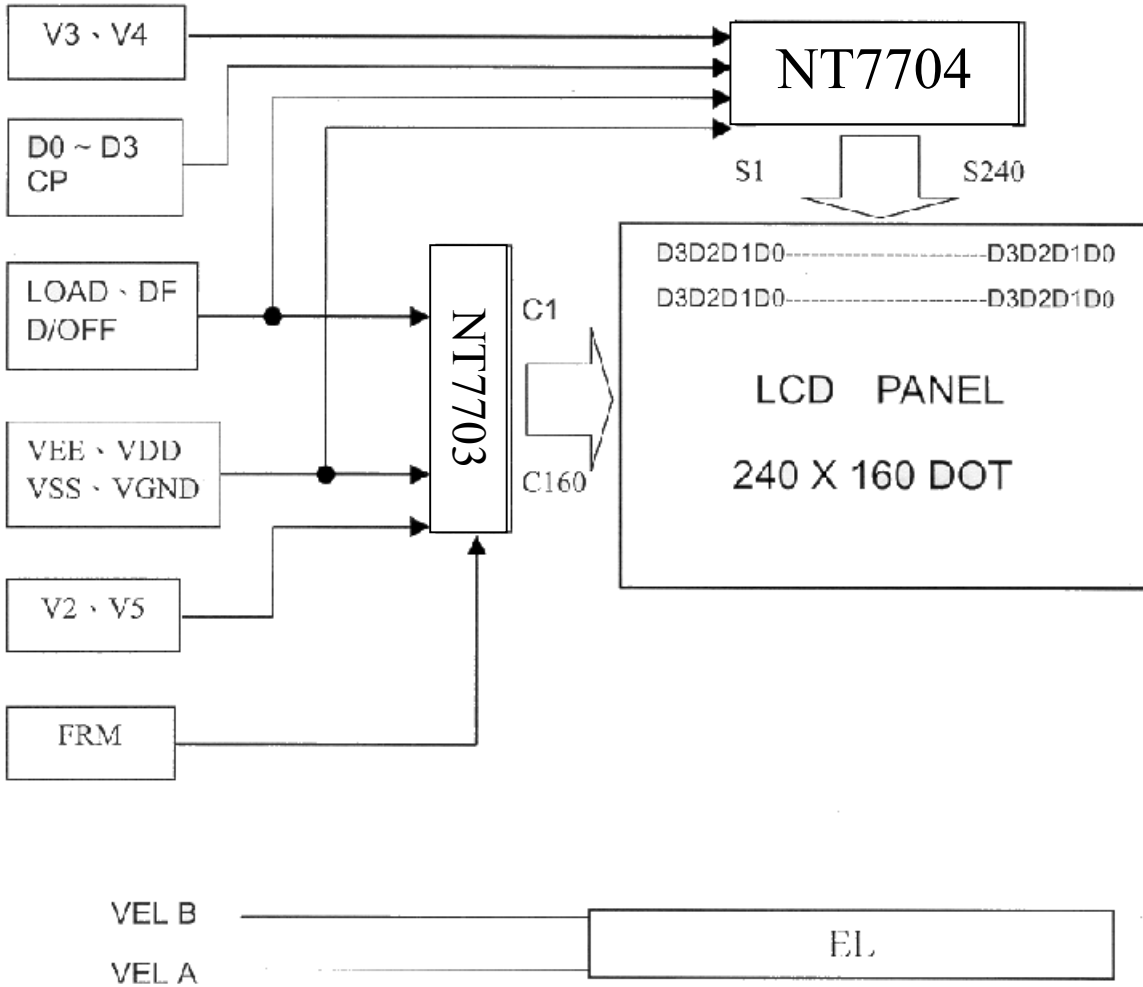 V3、V4
NT7704
D0 ~ D3
CP
S1
S240
D3D2D1D0--------------------D3D2D1D0
D3D2D1D0--------------------D3D2D1D0
LOAD、DF
D/OFF
C1
NT7703
LCD PANEL
VEE、VDD
VSS、VGND
C160
240 X 160 DOT
V2、V5
FRM
VEL B
EL
VEL A